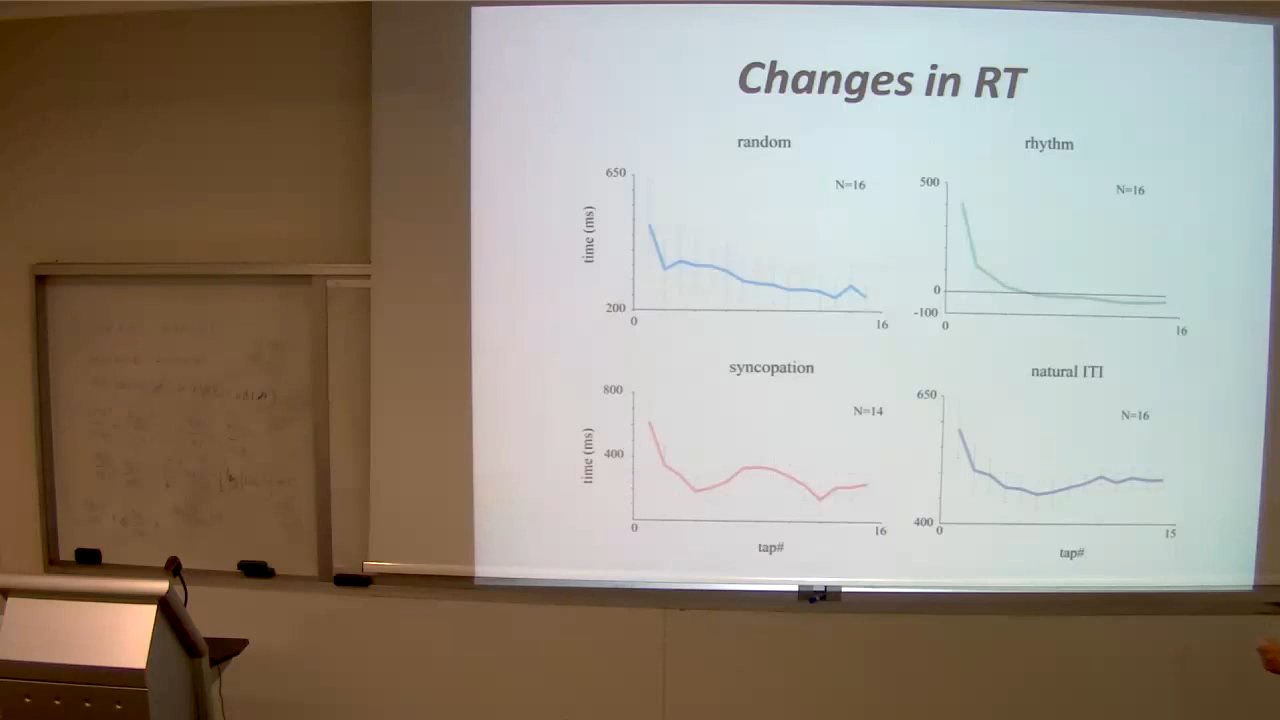 Changes in RT
random
650
N=16
time (ms)
200
0
16
rhythm
500
N=16
0
-100
0
16
syncopation
800
N=14
time (ms)
400
0
16
tap#
natural ITI
650
N=16
400
0
15
tap#